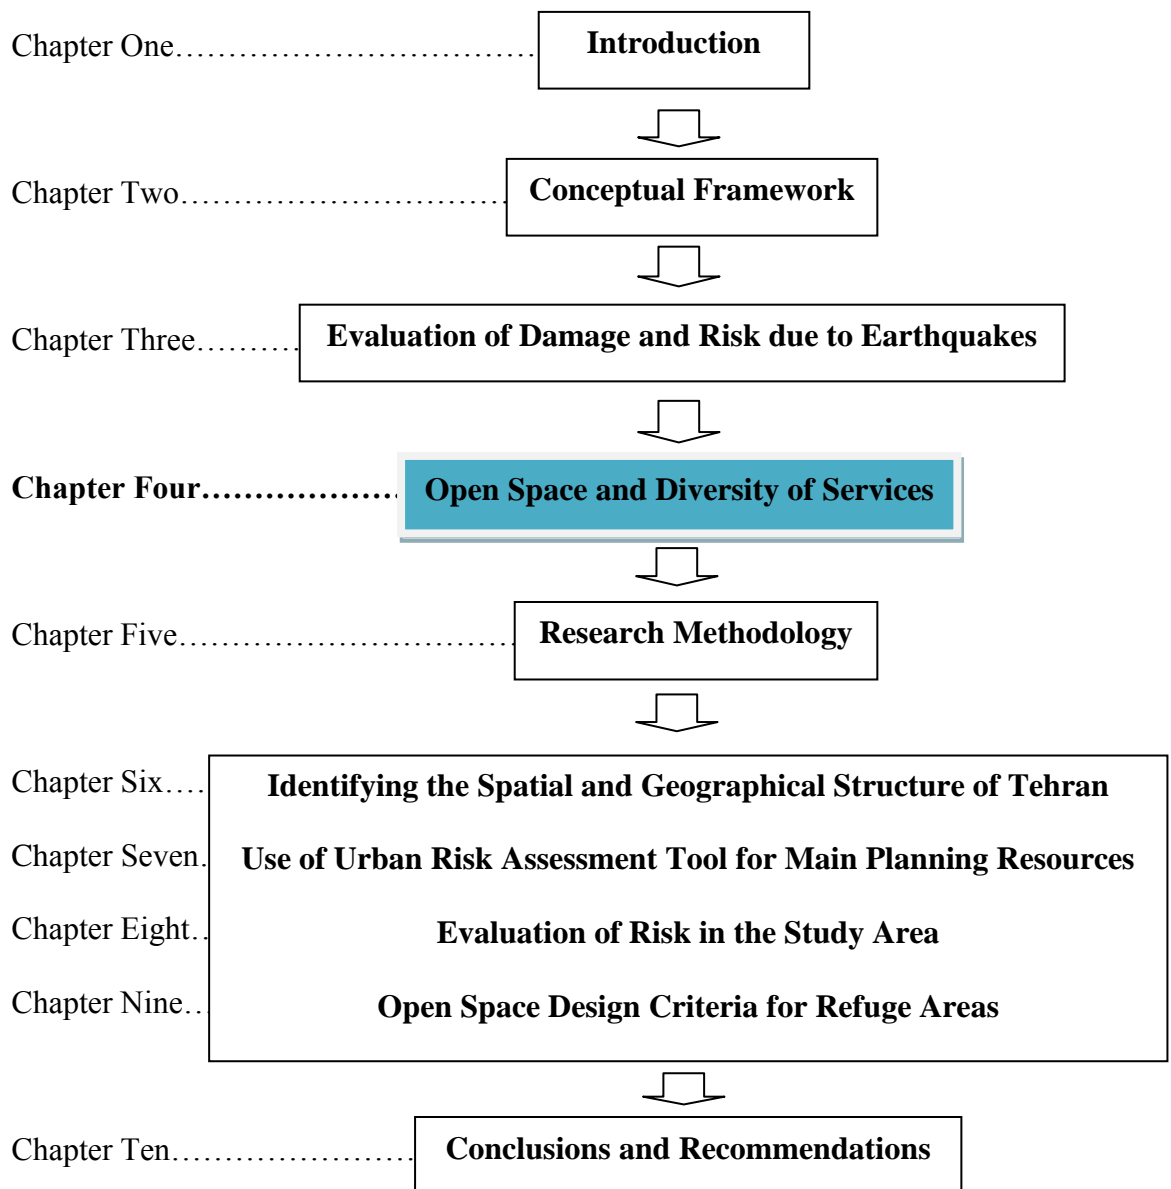 Chapter One…………………………… Introduction
Chapter Two………………………… Conceptual Framework
Chapter Three………. Evaluation of Damage and Risk due to Earthquakes
Chapter Four………………… Open Space and Diversity of Services
Chapter Five………………………… Research Methodology
Chapter Six…. Identifying the Spatial and Geographical Structure of Tehran
Chapter Seven. Use of Urban Risk Assessment Tool for Main Planning Resources
Chapter Eight.. Evaluation of Risk in the Study Area
Chapter Nine… Open Space Design Criteria for Refuge Areas
Chapter Ten…………………. Conclusions and Recommendations